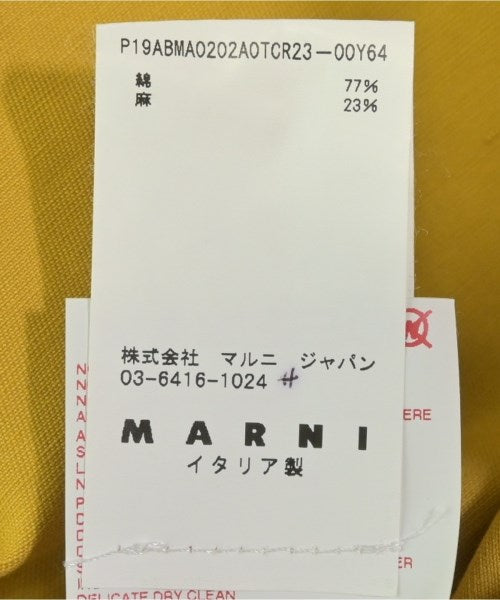 P19ABMA0202A0TCR23-00Y64
綿 77%
麻 23%
株式会社 マルニ ジャパン
03-6416-1024
MARNI
イタリア製
DELICATE DRY CLEAN